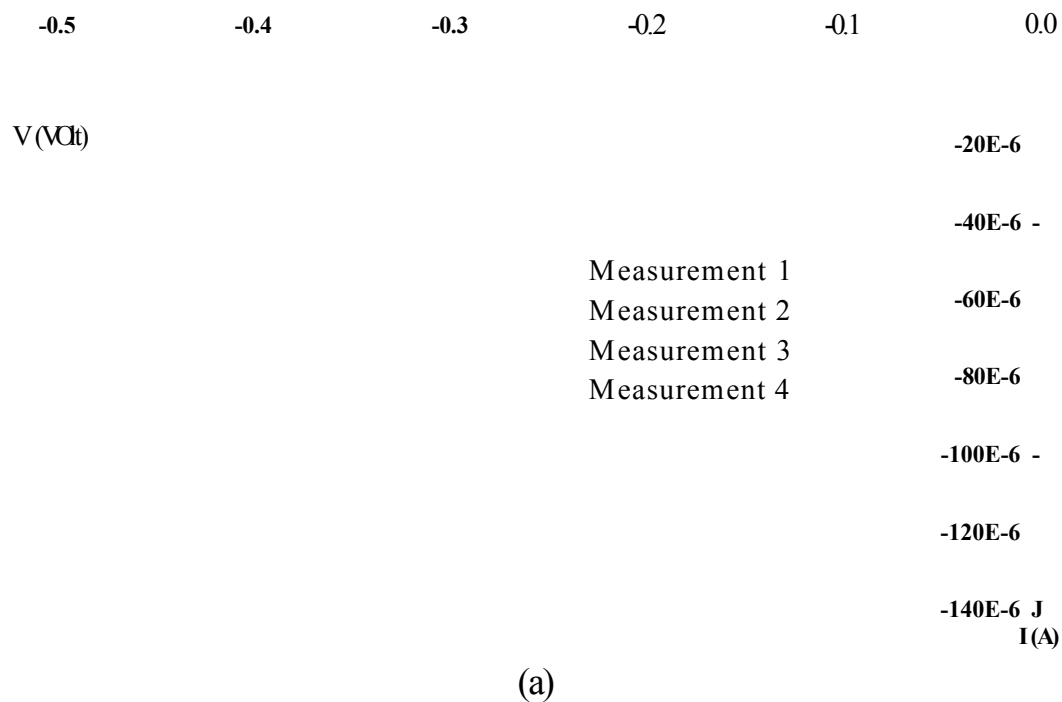 -0.5 -0.4 -0.3 -0.2 -0.1 0.0
V (VOlt)
-20E-6
-40E-6 -
Measurement 1
-60E-6
Measurement 2
Measurement 3
-80E-6
Measurement 4
-100E-6 -
-120E-6
-140E-6 J
I (A)
(a)